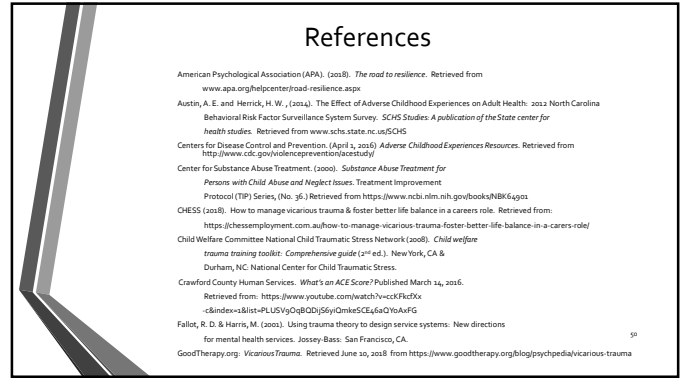 References
American Psychological Association (APA). (2018). The road to resilience. Retrieved from
www.apa.org/helpcenter/road-resilience.aspx
Austin, A. E. and Herrick, H. W. , (2014). The Effect of Adverse Childhood Experiences on Adult Health: 2012 North Carolina
Behavioral Risk Factor Surveillance System Survey. SCHS Studies: A publication of the State center for
health studies. Retrieved from www.schs.state.nc.us/SCHS
Centers for Disease Control and Prevention. (April 1, 2016) Adverse Childhood Experiences Resources. Retrieved from
http://www.cdc.gov/violenceprevention/acestudy/
Center for Substance Abuse Treatment. (2000). Substance Abuse Treatment for
Persons with Child Abuse and Neglect Issues. Treatment Improvement
Protocol (TIP) Series, (No. 36.) Retrieved from https://www.ncbi.nlm.nih.gov/books/NBK64901
CHESS (2018). How to manage vicarious trauma & foster better life balance in a careers role. Retrieved from:
https://chessemployment.com.au/how-to-manage-vicarious-trauma-foster-better-life-balance-in-a-carers-role/
Child Welfare Committee National Child Traumatic Stress Network (2008). Child welfare
trauma training toolkit: Comprehensive guide (2nd ed.). New York, CA &
Durham, NC: National Center for Child Traumatic Stress.
Crawford County Human Services. What's an ACE Score? Published March 14, 2016.
Retrieved from: https://www.youtube.com/watch?v=ccKFkcfXx
-c&index=1&list=PLUSV9OqBQDijS6yiQmkeSCE46aQYoAxFG
Fallot, R. D. & Harris, M. (2001). Using trauma theory to design service systems: New directions
for mental health services. Jossey-Bass: San Francisco, CA.
50
GoodTherapy.org: Vicarious Trauma. Retrieved June 10, 2018 from https://www.goodtherapy.org/blog/psychpedia/vicarious-trauma